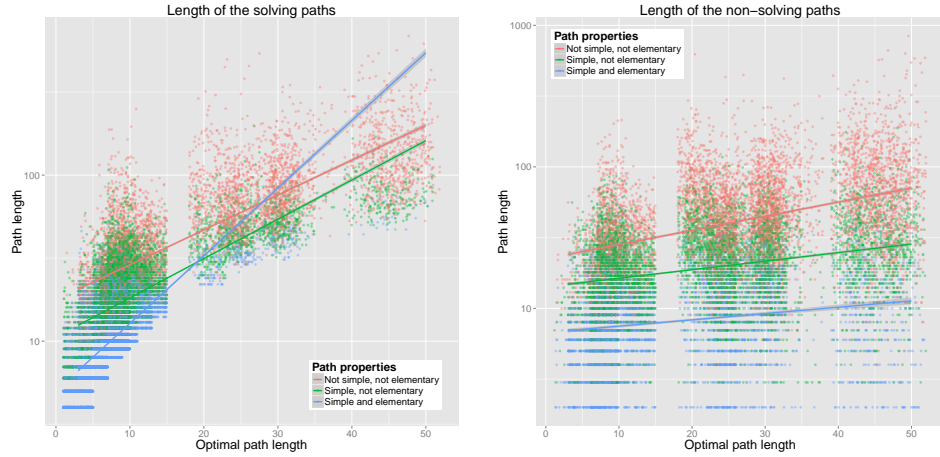 Length of the solving paths
Path length
100
10
Path properties
Not simple, not elementary
Simple, not elementary
Simple and elementary
0 10 20 30 40 50
Optimal path length
Length of the non−solving paths
Path length
1000
100
10
Path properties
Not simple, not elementary
Simple, not elementary
Simple and elementary
0 10 20 30 40 50
Optimal path length